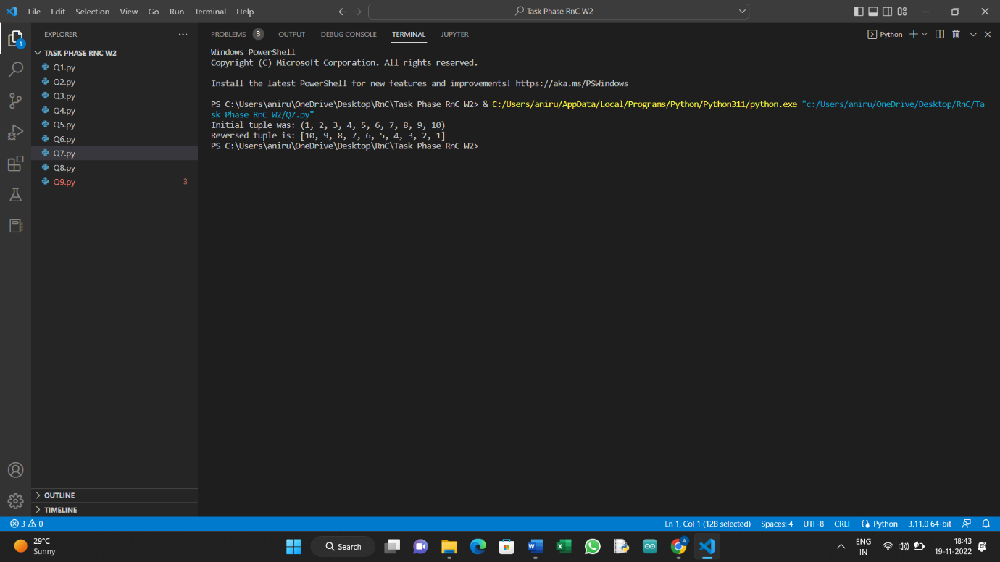 File Edit Selection View Go Run Terminal Help
Task Phase RnC W2
EXPLORER
TASK PHASE RNC W2
Q1.py
Q2.py
Q3.py
Q4.py
Q5.py
Q6.py
Q7.py
Q8.py
Q9.py 3
OUTLINE
TIMELINE
1
PROBLEMS 3 OUTPUT DEBUG CONSOLE TERMINAL JUPYTER
Python
Windows PowerShell
Copyright (C) Microsoft Corporation. All rights reserved.
Install the latest PowerShell for new features and improvements! https://aka.ms/PSWindows
PS C:\Users\aniru\OneDrive\Desktop\RnC\Task Phase RnC W2> & C:/Users/aniru/AppData/Local/Programs/Python/Python311/python.exe "c:/Users/aniru/OneDrive/Desktop/RnC/Ta
sk Phase RnC W2/Q7.py"
Initial tuple was: (1, 2, 3, 4, 5, 6, 7, 8, 9, 10)
Reversed tuple is: [10, 9, 8, 7, 6, 5, 4, 3, 2, 1]
PS C:\Users\aniru\OneDrive\Desktop\RnC\Task Phase RnC W2>
3 0
Ln 1, Col 1 (128 selected) Spaces: 4 UTF-8 CRLF Python 3.11.0 64-bit
29°C
Sunny
Search
A
ENG
IN
18:43
19-11-2022